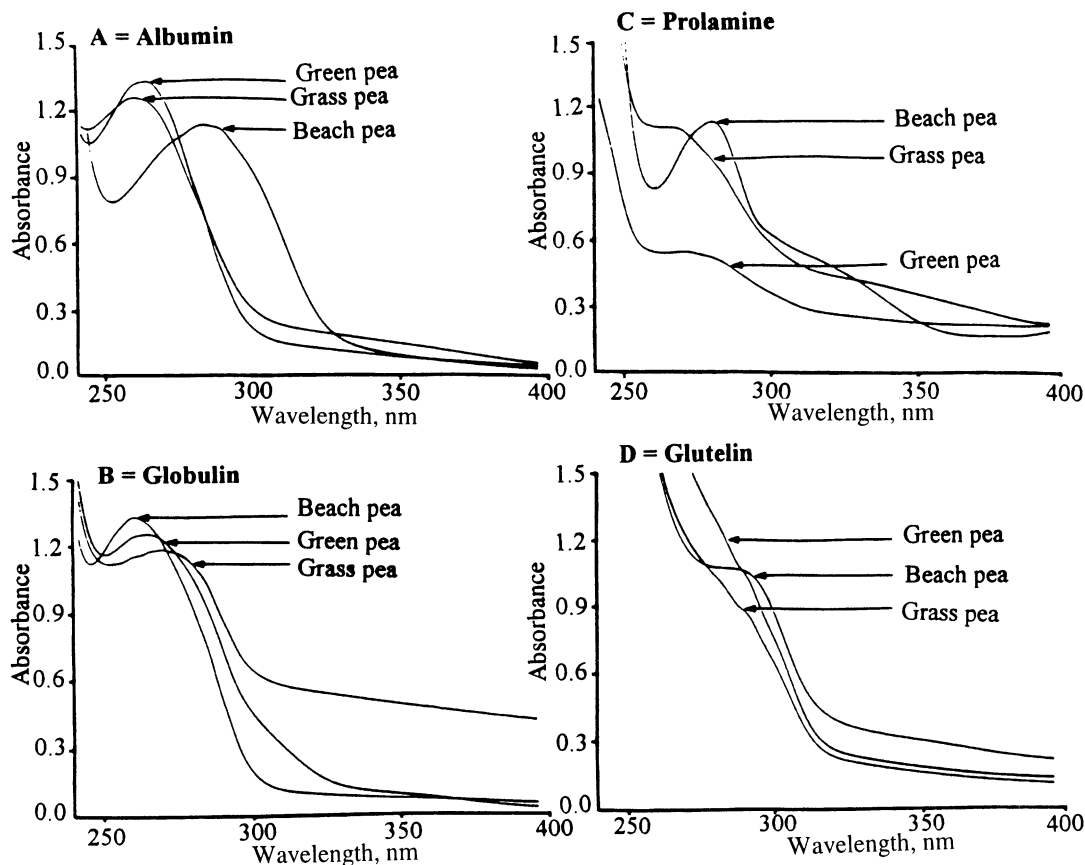 A = Albumin
1.5
1.2
0.9
0.6
0.3
0.0
Absorbance
Green pea
Grass pea
Beach pea
250
300
350
400
Wavelength, nm
C = Prolamine
1.5
1.2
0.9
0.6
0.3
0.0
Absorbance
Beach pea
Grass pea
Green pea
250
300
350
400
Wavelength, nm
B = Globulin
1.5
1.2
0.9
0.6
0.3
0.0
Absorbance
Beach pea
Green pea
Grass pea
250
300
350
400
Wavelength, nm
D = Glutelin
1.5
1.2
0.9
0.6
0.3
0.0
Absorbance
Green pea
Beach pea
Grass pea
250
300
350
400
Wavelength, nm